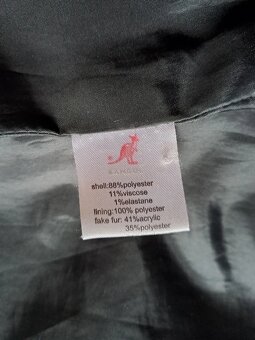 KANGOL
shell:88%polyester
11%viscose
1%elastane
lining:100% polyester
fake fur: 41%acrylic
35%polyester